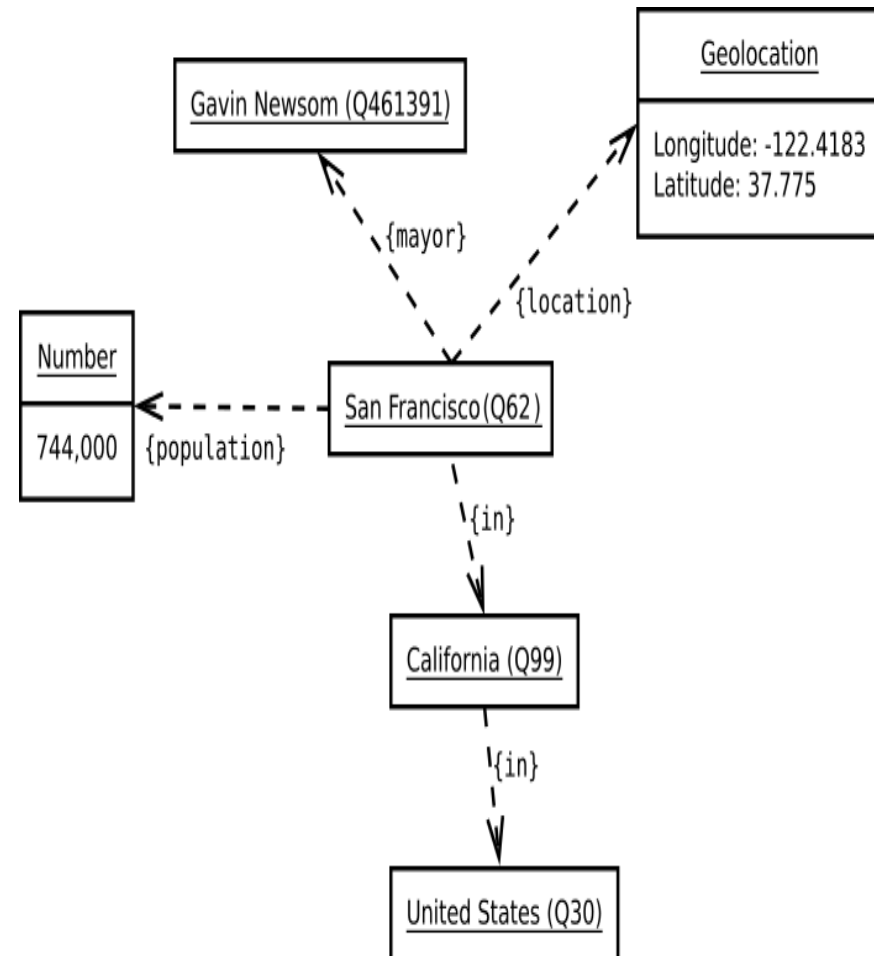 Geolocation
Gavin Newsom (Q461391)
Longitude: -122.4183
Latitude: 37.775
{mayor}
{location}
Number
San Francisco(Q62)
744,000
{population}
{in}
California (Q99)
{in}
United States (Q30)